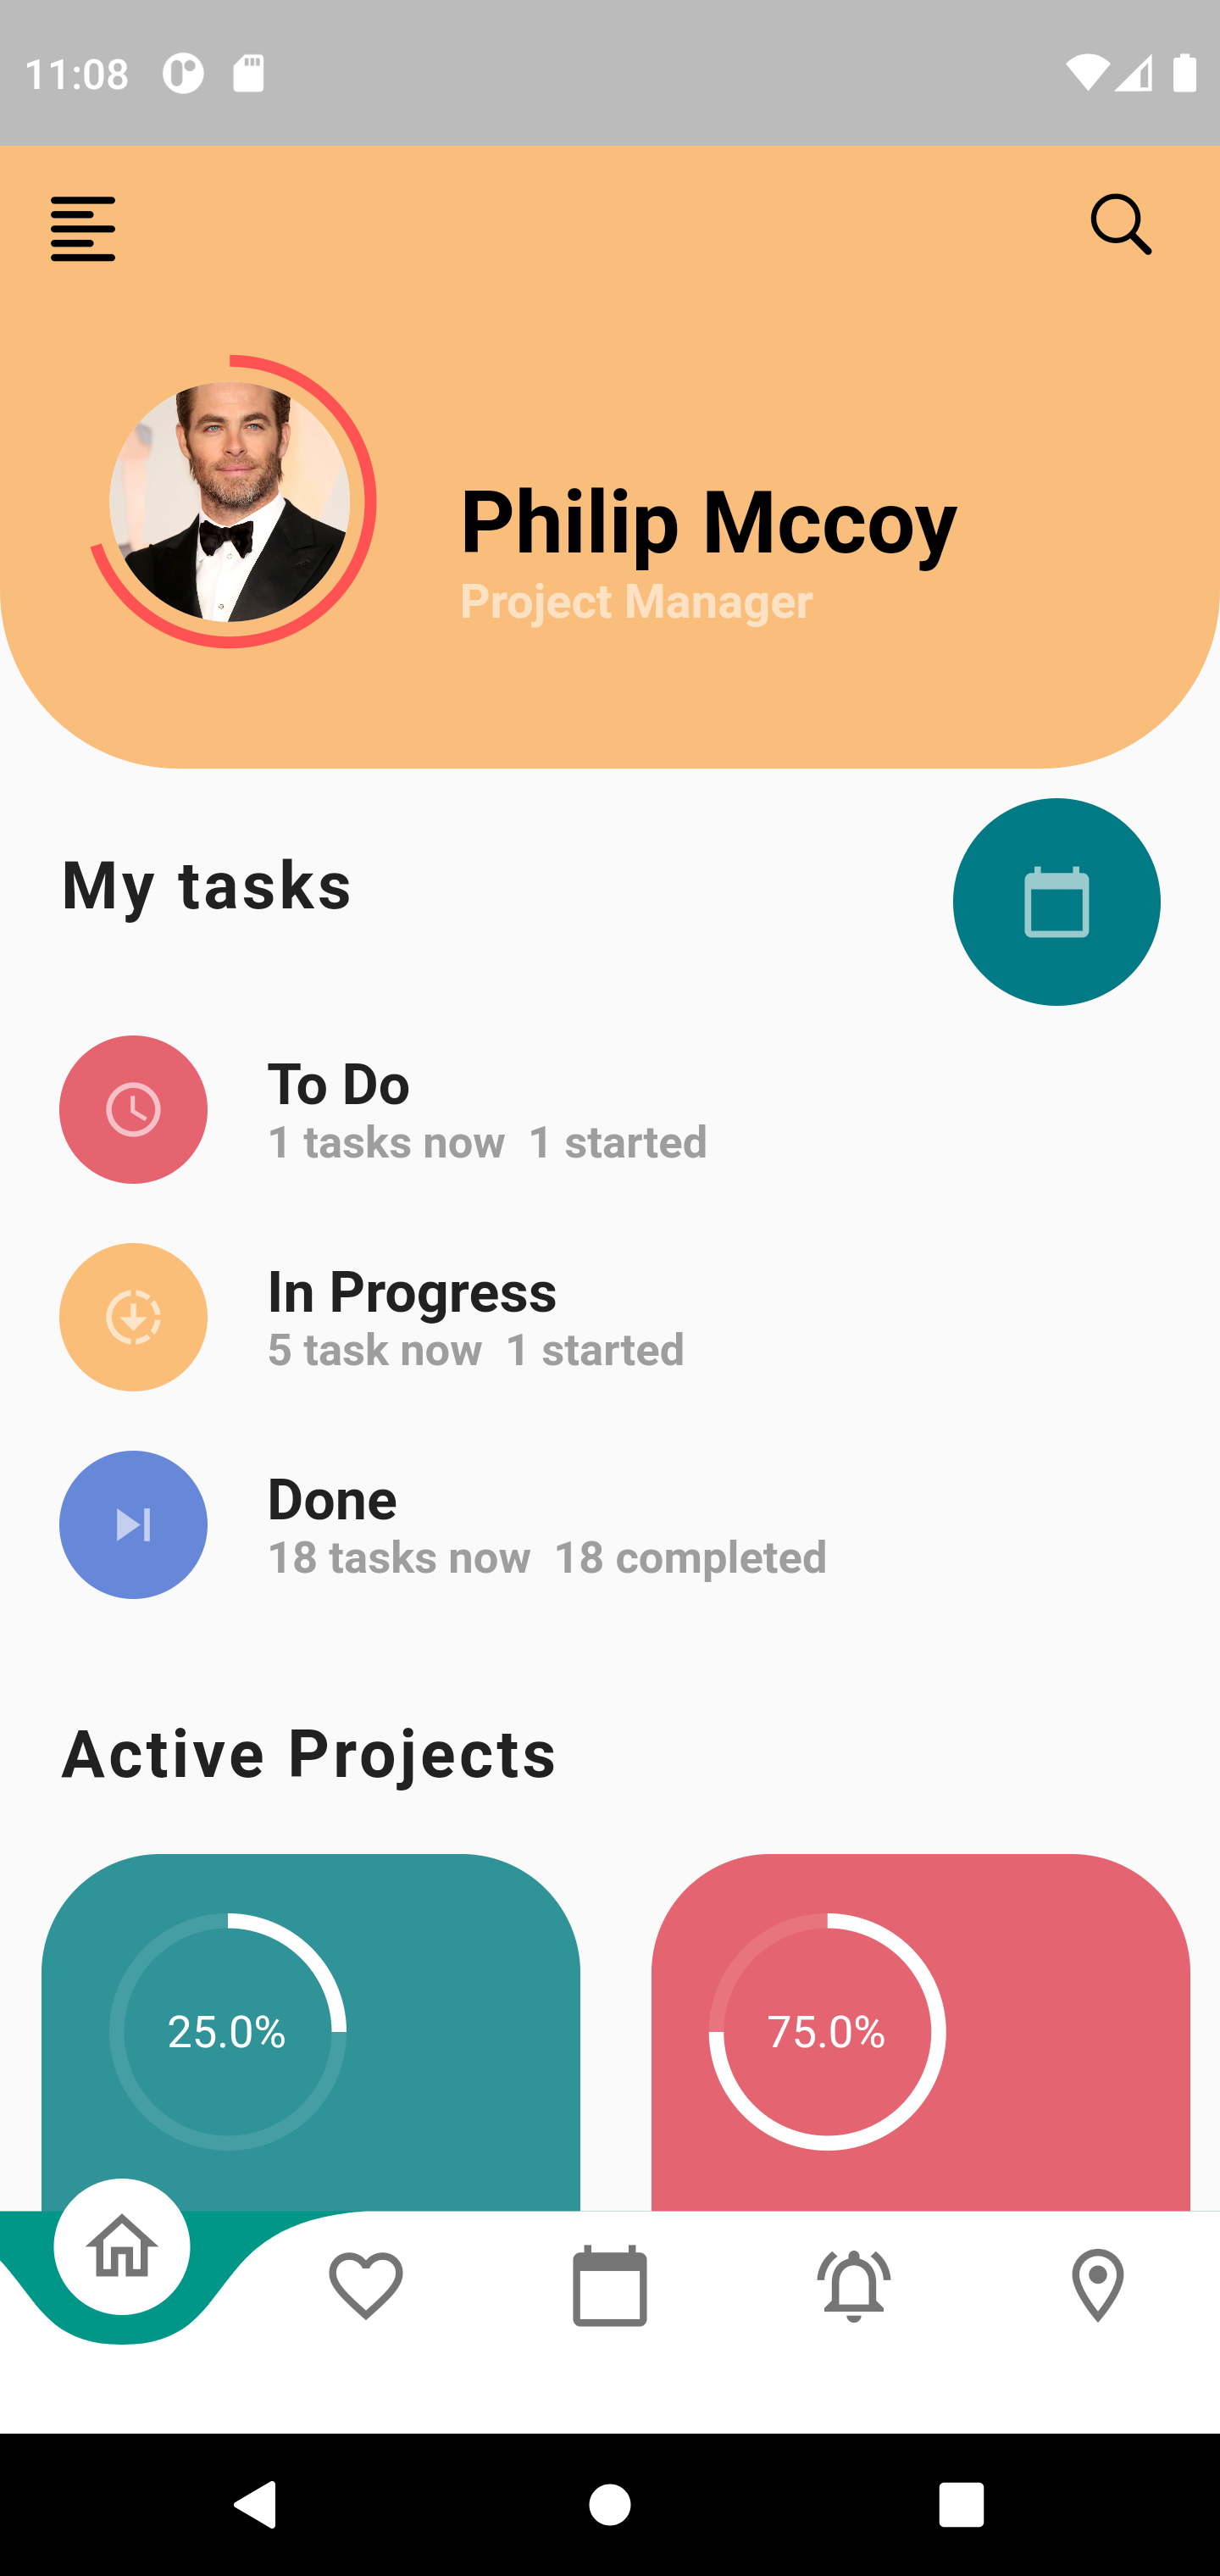 11:08
Philip Mccoy
Project Manager
My tasks
To Do
1 tasks now  1 started
In Progress
5 task now  1 started
Done
18 tasks now  18 completed
Active Projects
25.0%
75.0%